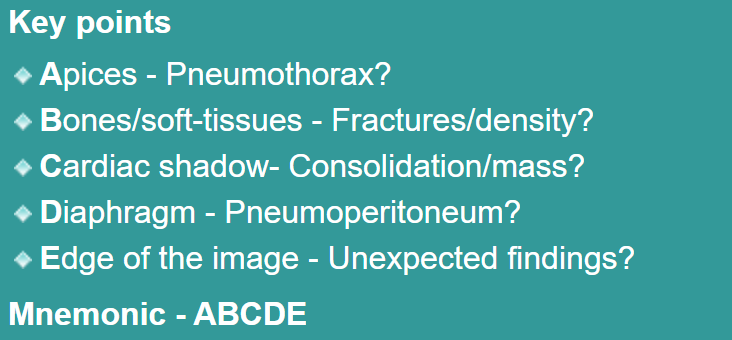 Key points
Apices - Pneumothorax?
Bones/soft-tissues - Fractures/density?
Cardiac shadow- Consolidation/mass?
Diaphragm - Pneumoperitoneum?
Edge of the image - Unexpected findings?
Mnemonic - ABCDE